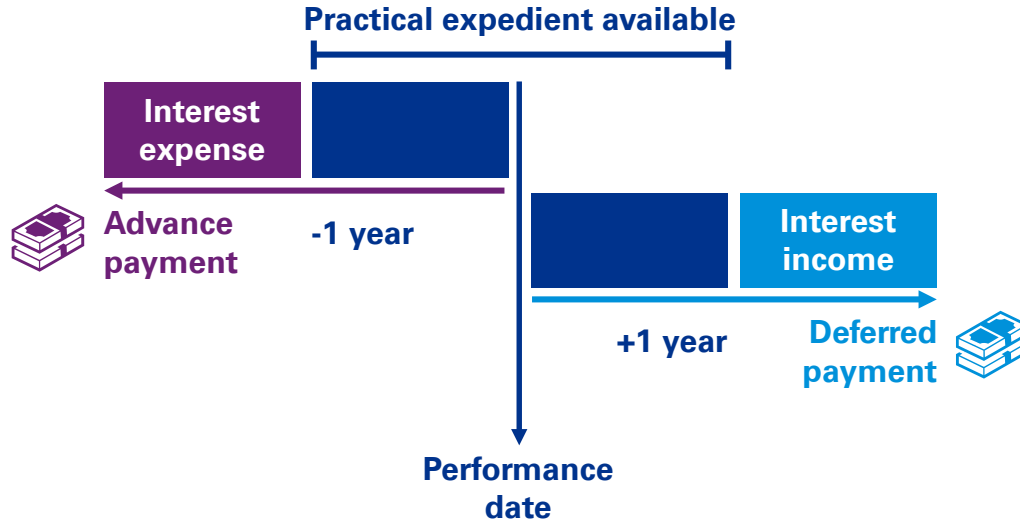 Practical expedient available
Interest
expense
Advance
payment
-1 year
Interest
income
+1 year
Deferred
payment
Performance
date